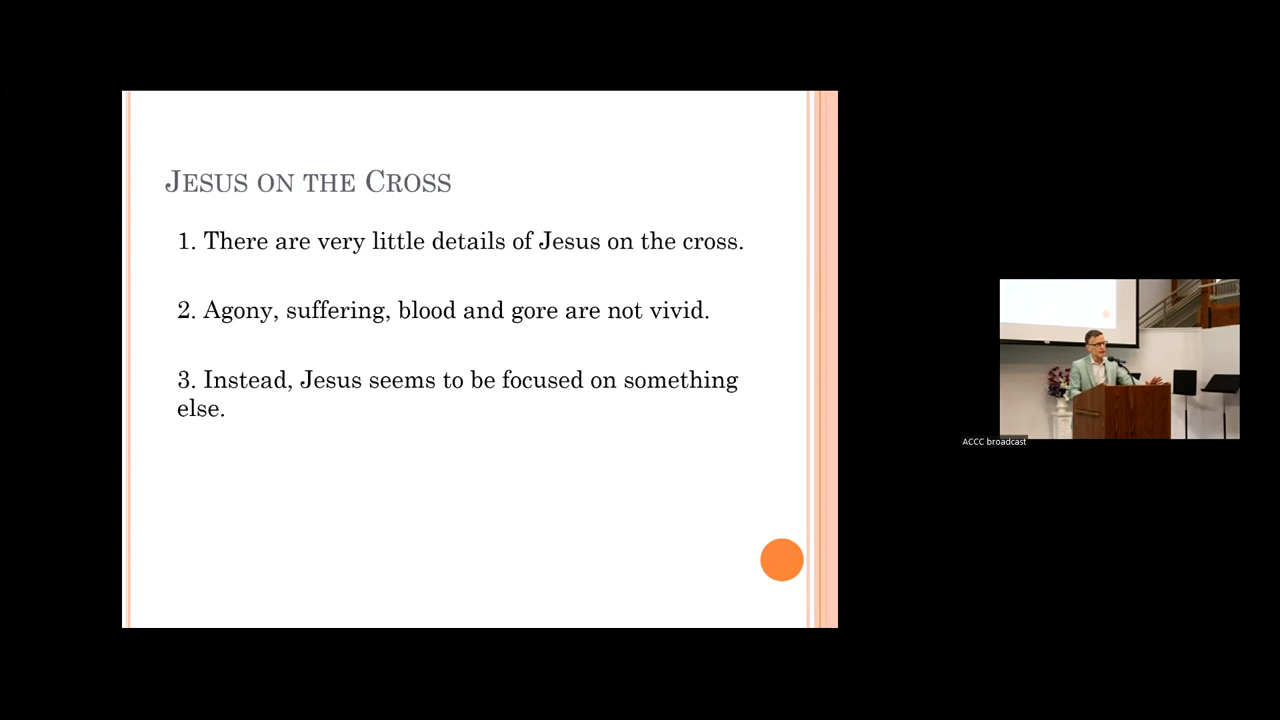 JESUS ON THE CROSS
1. There are very little details of Jesus on the cross.
2. Agony, suffering, blood and gore are not vivid.
3. Instead, Jesus seems to be focused on something
else.
ACCC broadcast